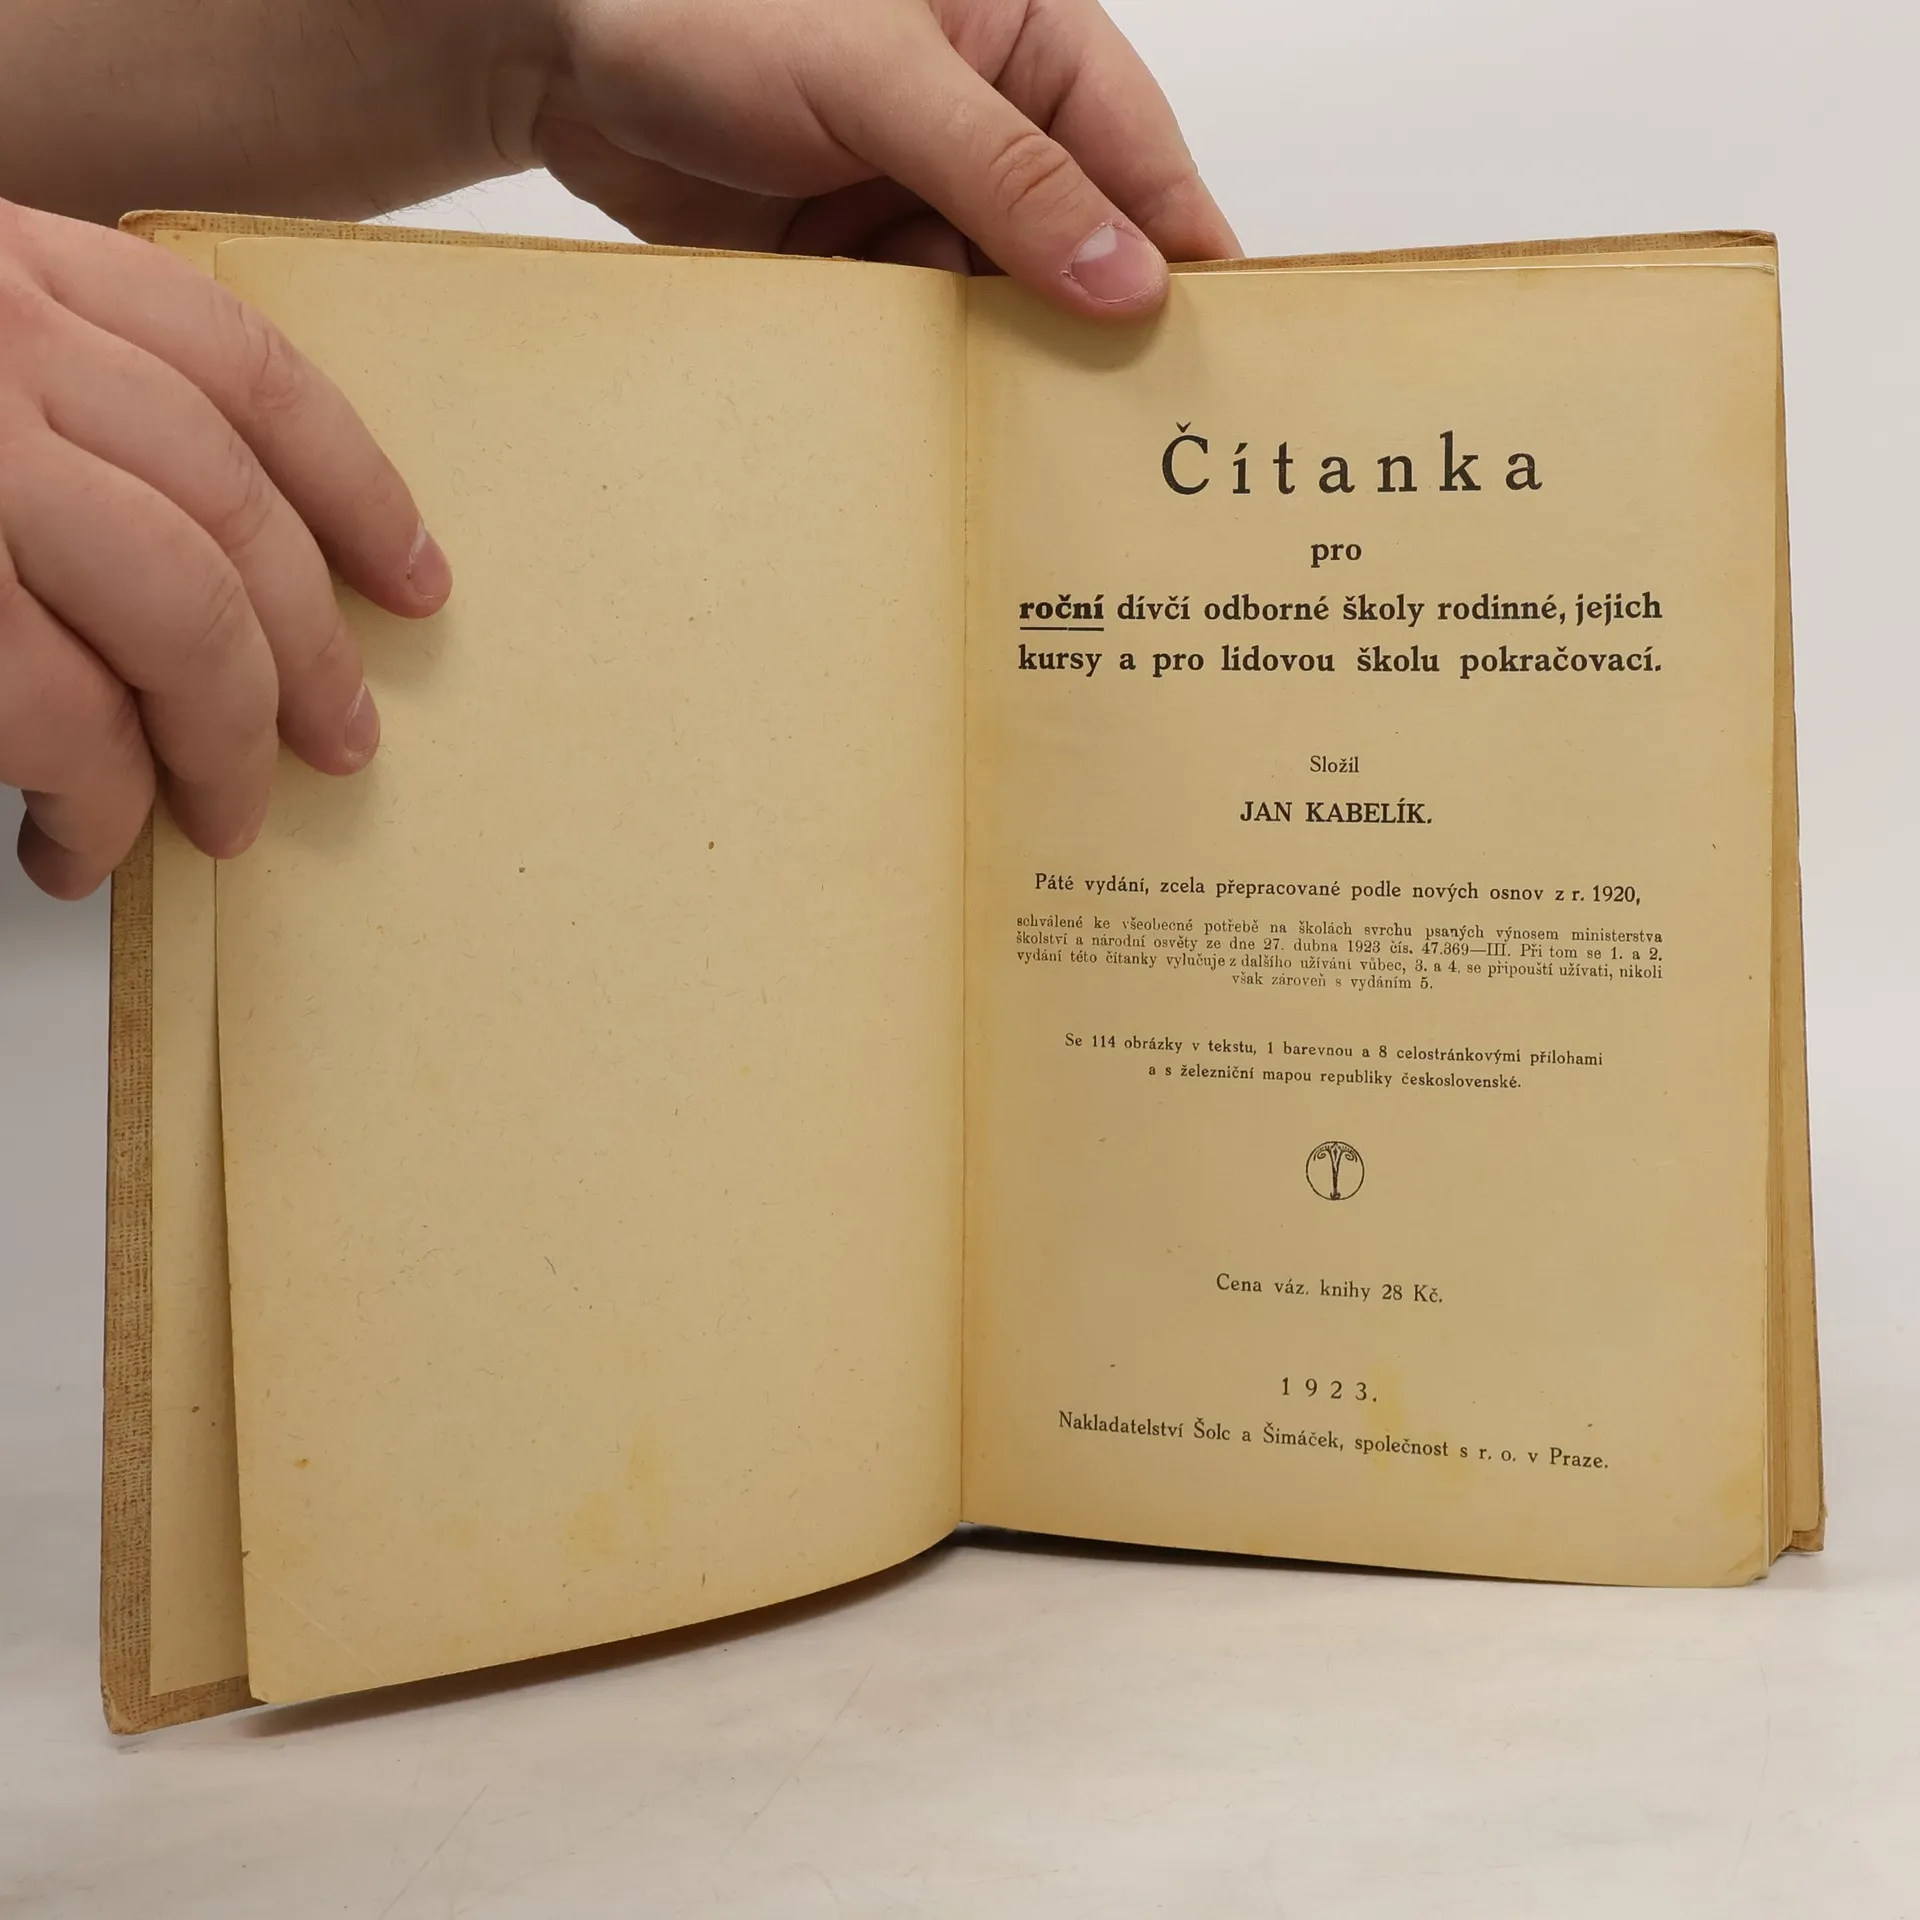 Čítanka
pro
roční dívčí odborné školy rodinné, jejich
kursy a pro lidovou školu pokračovací.
Složil
JAN KABELÍK.
Páté vydání, zcela přepracované podle nových osnov z r. 1920,
schválené ke všeobecné potřebě na školách svrchu psaných výnosem ministerstva
školství a národní osvěty ze dne 27. dubna 1923 čís. 47.369—III. Při tom se 1. a 2.
vydání této čítanky vylučuje z dalšího užívání vůbec, 3. a 4. se připouští užívati, nikoli
však zároveň s vydáním 5.
Se 114 obrázky v tekstu, 1 barevnou a 8 celostránkovými přílohami
a s železniční mapou republiky československé.
Cena váz. knihy 28 Kč.
1923.
Nakladatelství Šolc a Šimáček, společnost s r. o. v Praze.